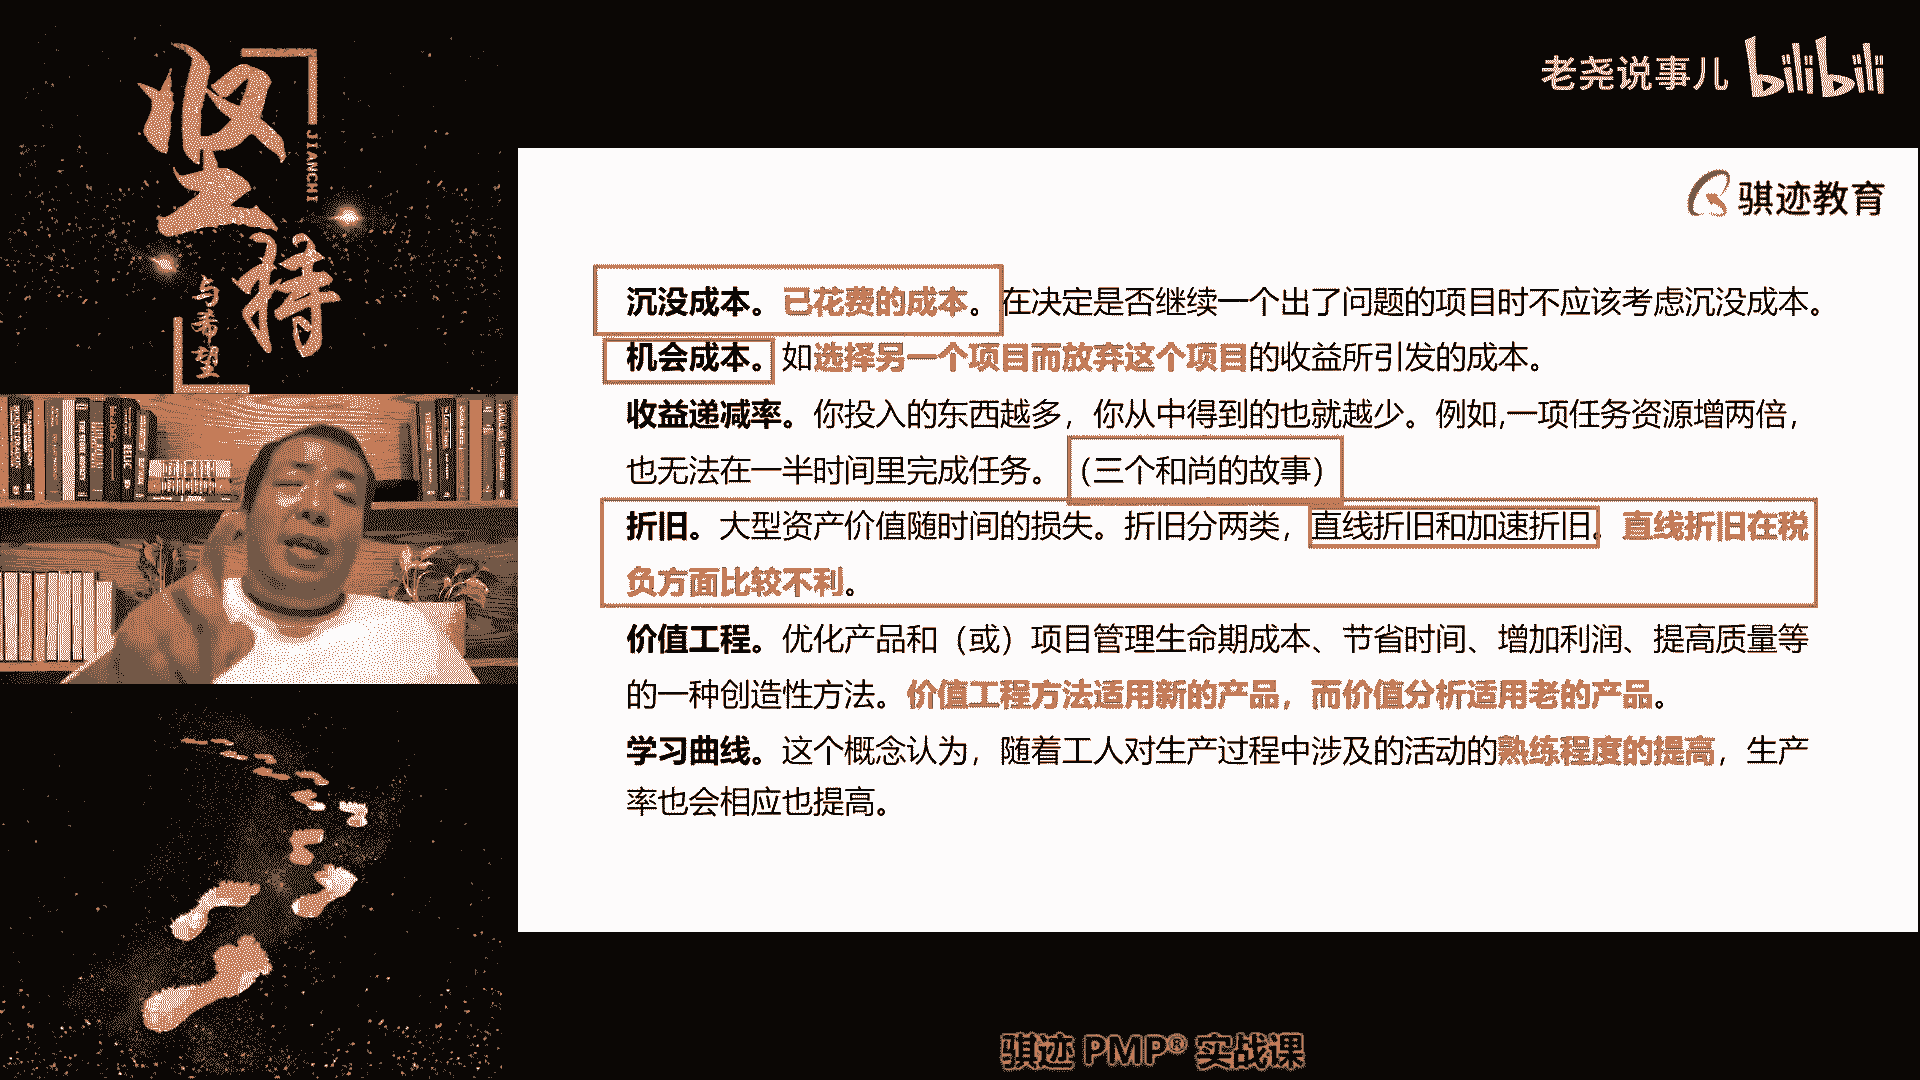 坚持
JIANCHI
与希望
老尧说事儿 bilibili
骐迹教育
沉没成本。已花费的成本。在决定是否继续一个出了问题的项目时不应该考虑沉没成本。
机会成本。如选择另一个项目而放弃这个项目的收益所引发的成本。
收益递减率。你投入的东西越多，你从中得到的也就越少。例如,一项任务资源增两倍，
也无法在一半时间里完成任务。（三个和尚的故事）
折旧。大型资产价值随时间的损失。折旧分两类，直线折旧和加速折旧。直线折旧在税
负方面比较不利。
价值工程。优化产品和（或）项目管理生命期成本、节省时间、增加利润、提高质量等
的一种创造性方法。价值工程方法适用新的产品，而价值分析适用老的产品。
学习曲线。这个概念认为，随着工人对生产过程中涉及的活动的熟练程度的提高，生产
率也会相应也提高。
骐迹 PMP® 实战课